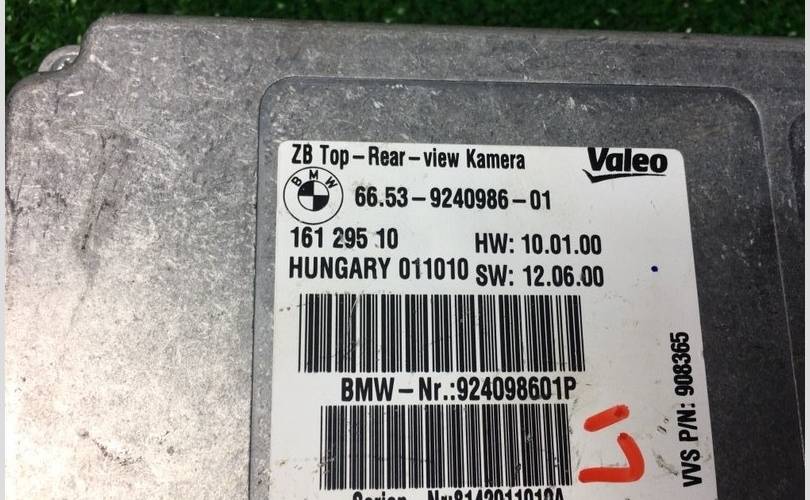 ZB Top-Rear-view Kamera
Valeo
BMW
66.53-9240986-01
161 295 10
HW: 10.01.00
HUNGARY 011010
SW: 12.06.00
BMW-Nr.:924098601P
VVS P/N: 908365